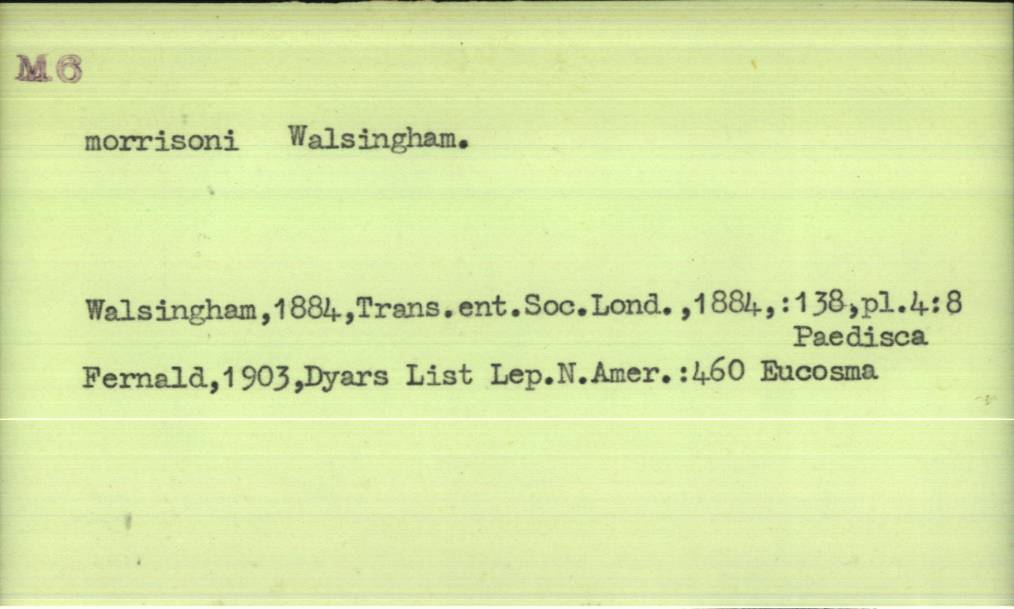 M6
morrisoni Walsingham.
Walsingham,1884,Trans.ent.Soc.Lond.,1884,:138,pl.4:8
Paedisca
Fernald,1903,Dyars List Lep.N.Amer.:460 Eucosma